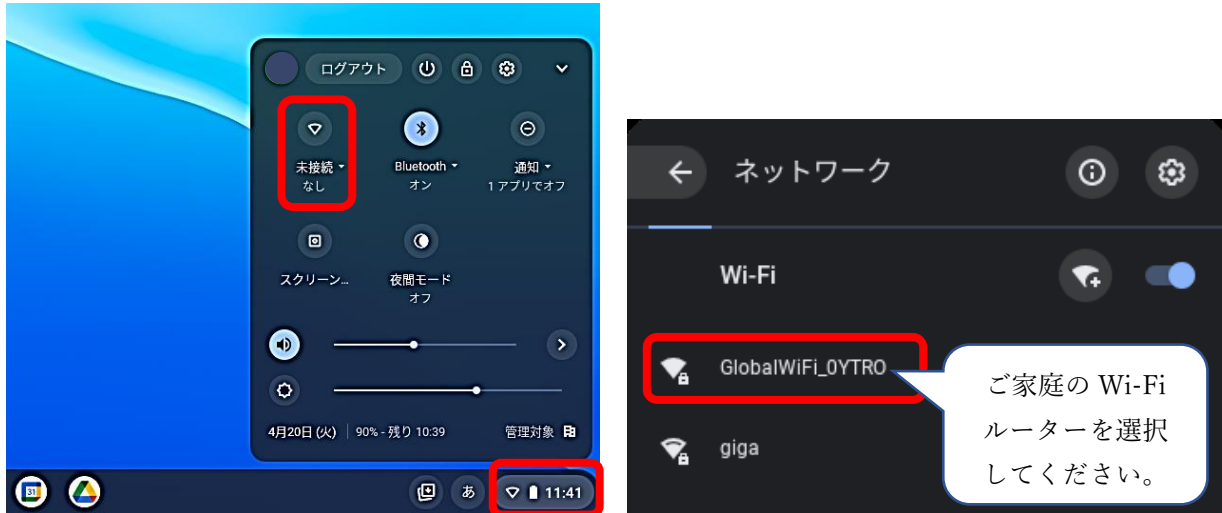 ログアウト
未接続
なし
Bluetooth
オン
通知
1 アプリでオフ
スクリーン...
夜間モード
オフ
4月20日 (火)
90% - 残り 10:39
管理対象
31
あ
11:41
ネットワーク
Wi-Fi
GlobalWiFi_0YTRO
giga
ご家庭の Wi-Fi
ルーターを選択
してください。